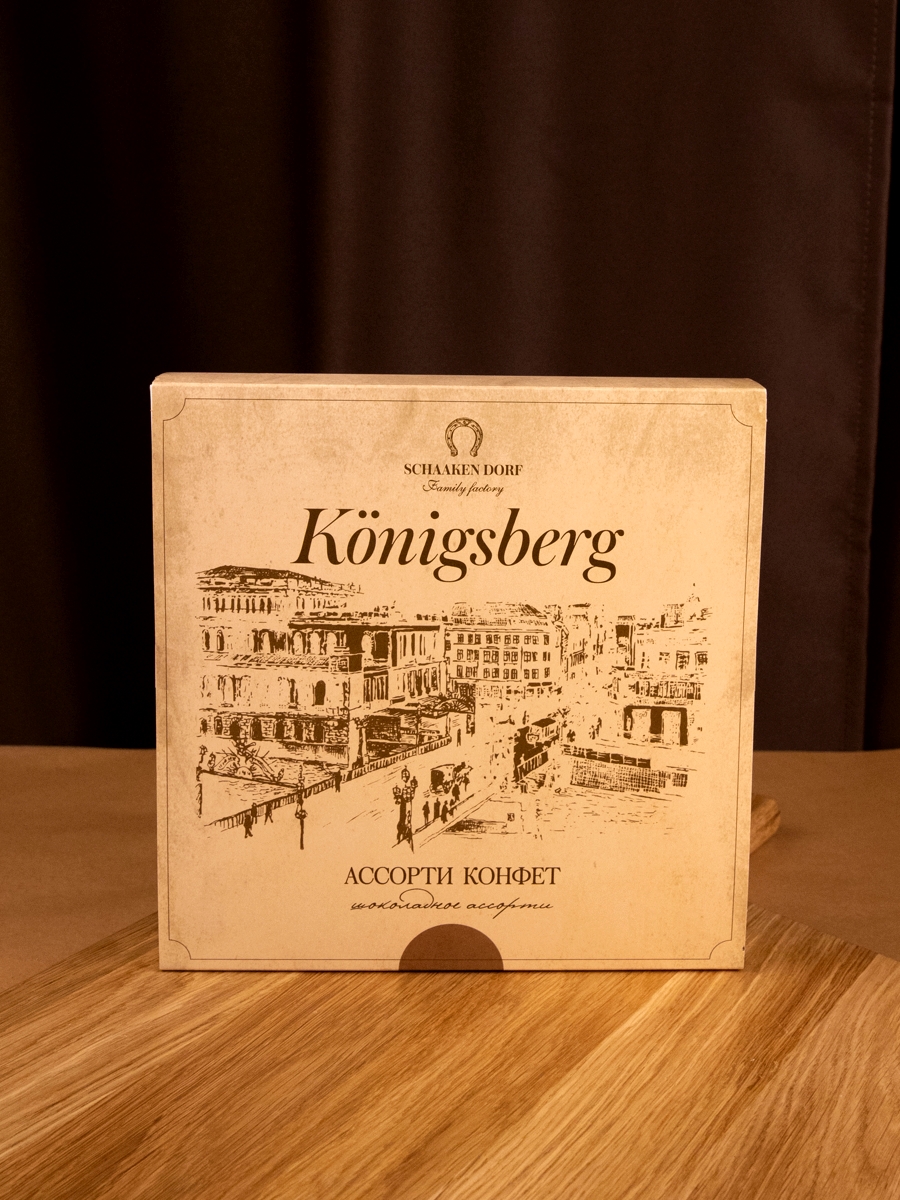 SCHAAKEN DORF
Family factory
Königsberg
АССОРТИ КОНФЕТ
шоколадное ассорти